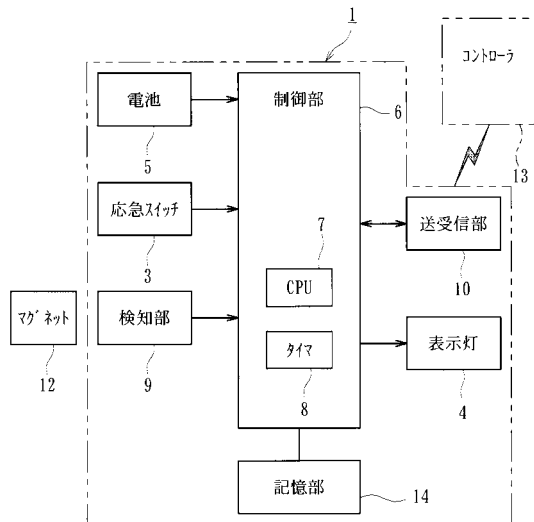 1
コントローラ
13
電池
5
制御部
6
応急スイッチ
3
送受信部
10
7
CPU
マグネット
12
検知部
9
タイマ
8
表示灯
4
記憶部
14